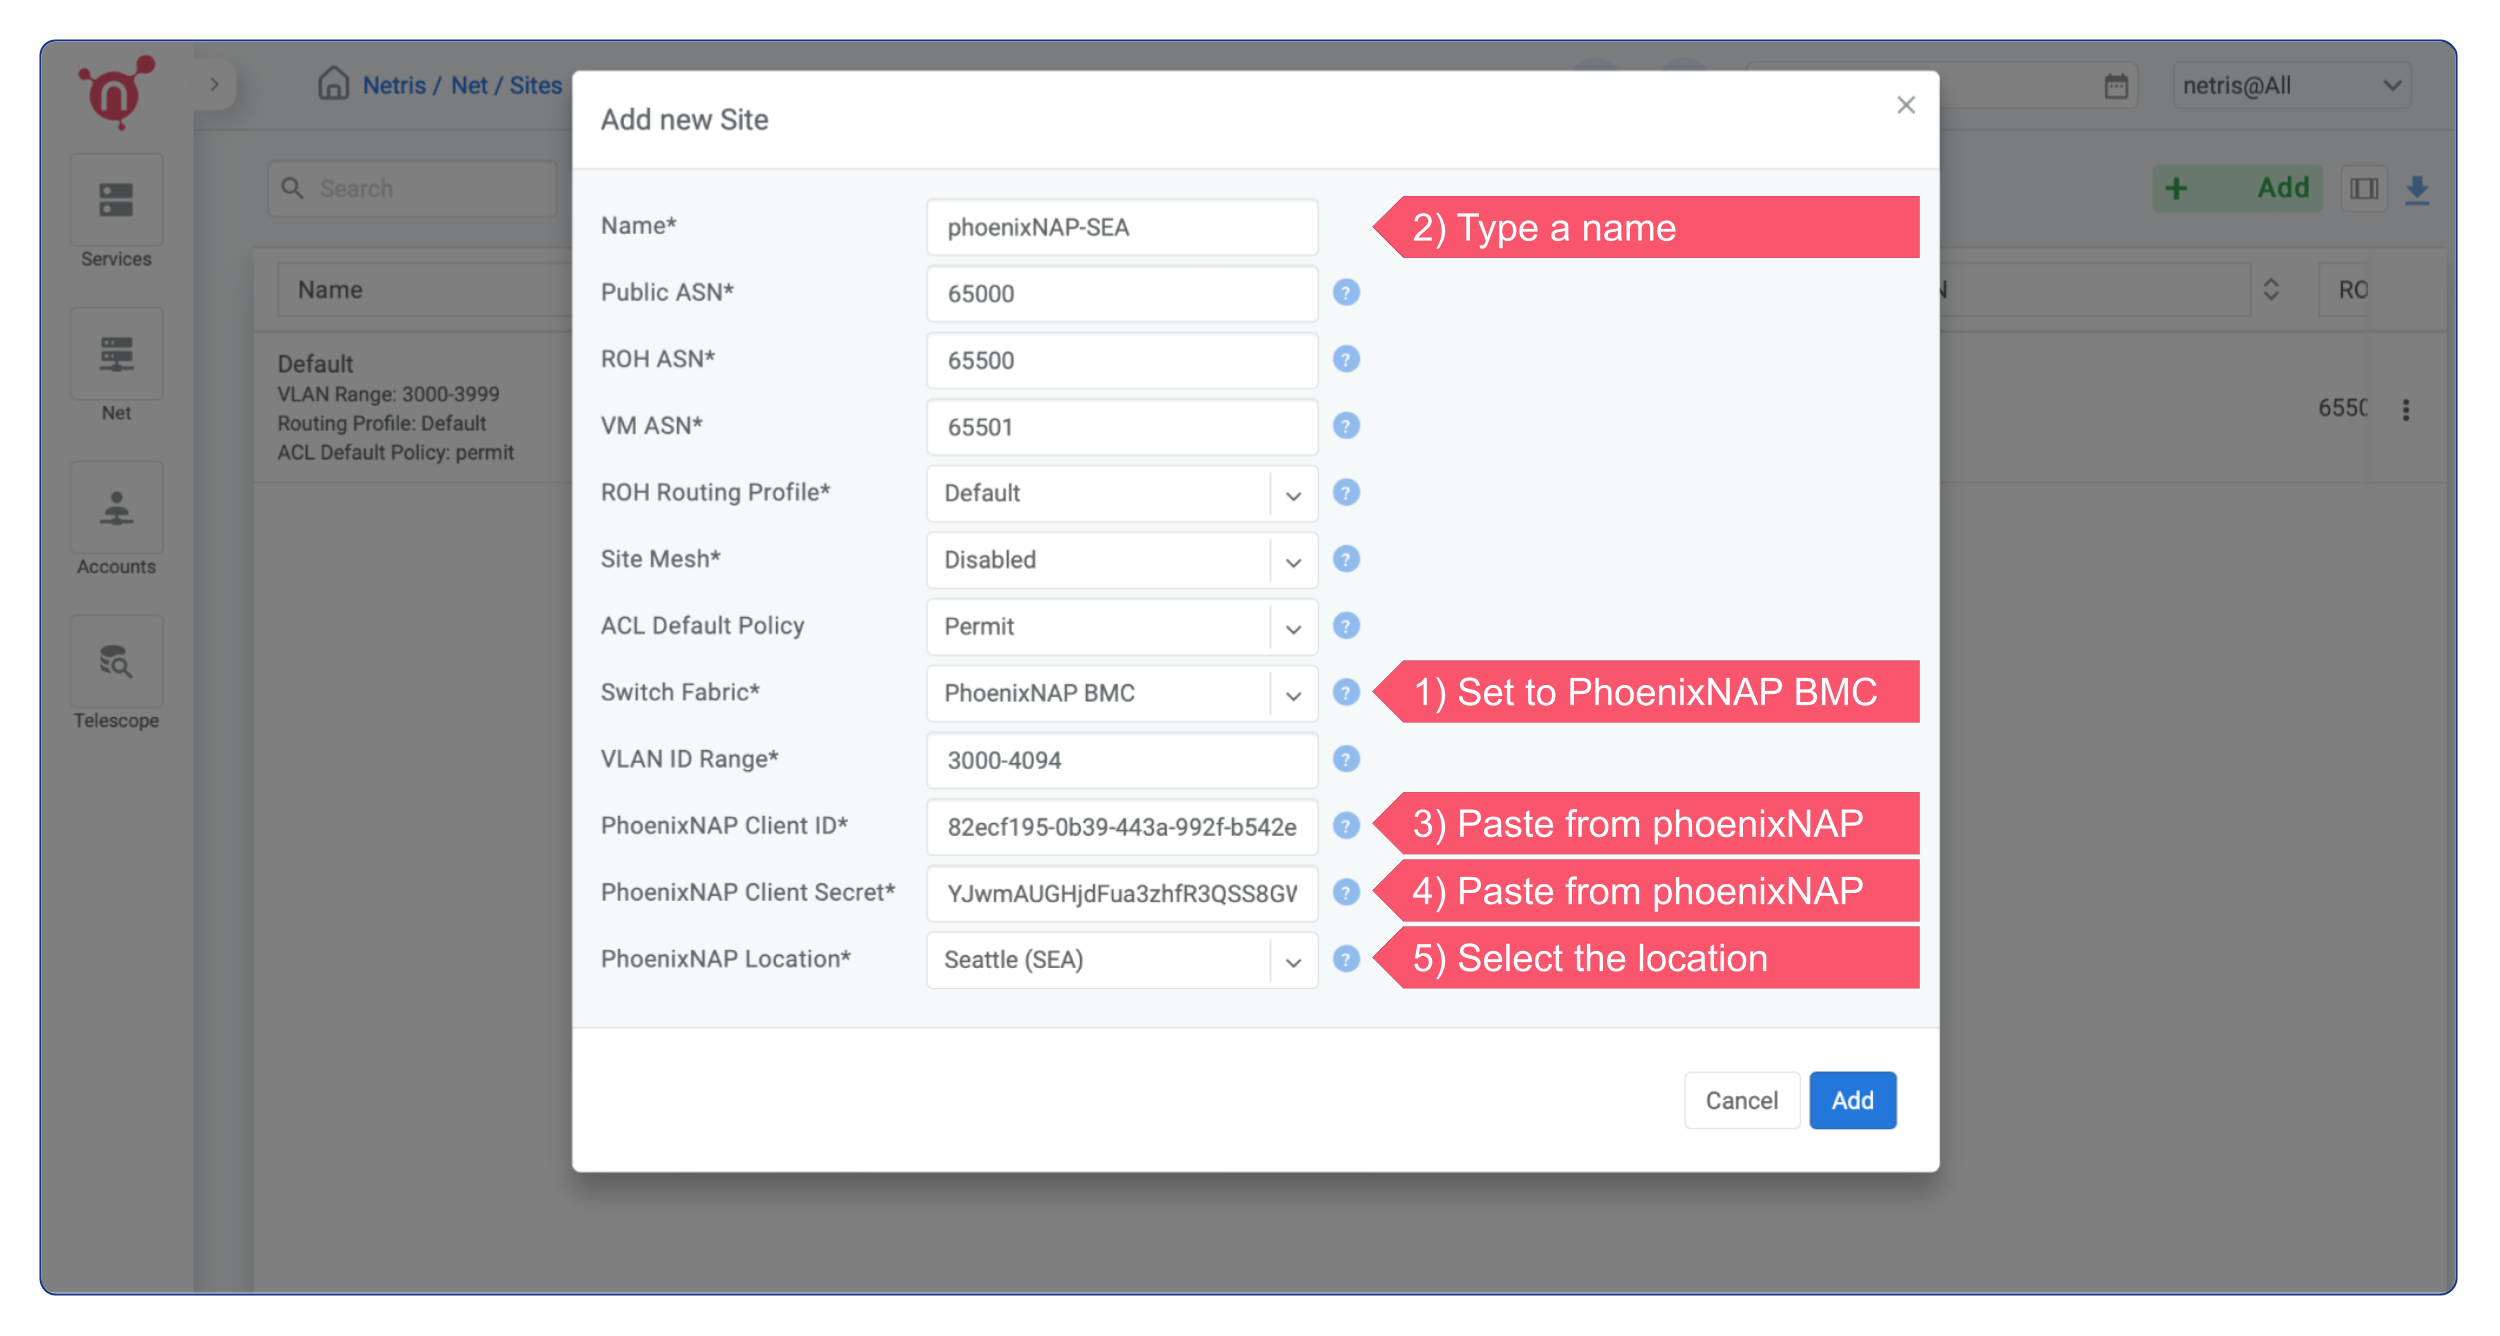 Netris / Net / Sites
netris@All
Add new Site
Search
+ Add
Services
Net
Accounts
Telescope
Name
RO
Default
VLAN Range: 3000-3999
Routing Profile: Default
ACL Default Policy: permit
Name* phoenixNAP-SEA 2) Type a name
Public ASN* 65000 ?
ROH ASN* 65500 ?
VM ASN* 65501 ?
ROH Routing Profile* Default ?
Site Mesh* Disabled ?
ACL Default Policy Permit ?
Switch Fabric* PhoenixNAP BMC ? 1) Set to PhoenixNAP BMC
VLAN ID Range* 3000-4094 ?
PhoenixNAP Client ID* 82ecf195-0b39-443a-992f-b542e ? 3) Paste from phoenixNAP
PhoenixNAP Client Secret* YJwmAUGHjdFua3zhfR3QSS8GV ? 4) Paste from phoenixNAP
PhoenixNAP Location* Seattle (SEA) ? 5) Select the location
Cancel
Add